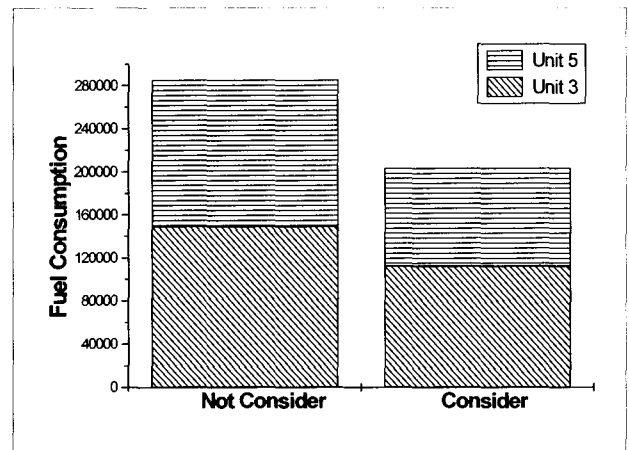 Unit 5
Unit 3
Fuel Consumption
280000
240000
200000
160000
120000
80000
40000
0
Not Consider
Consider